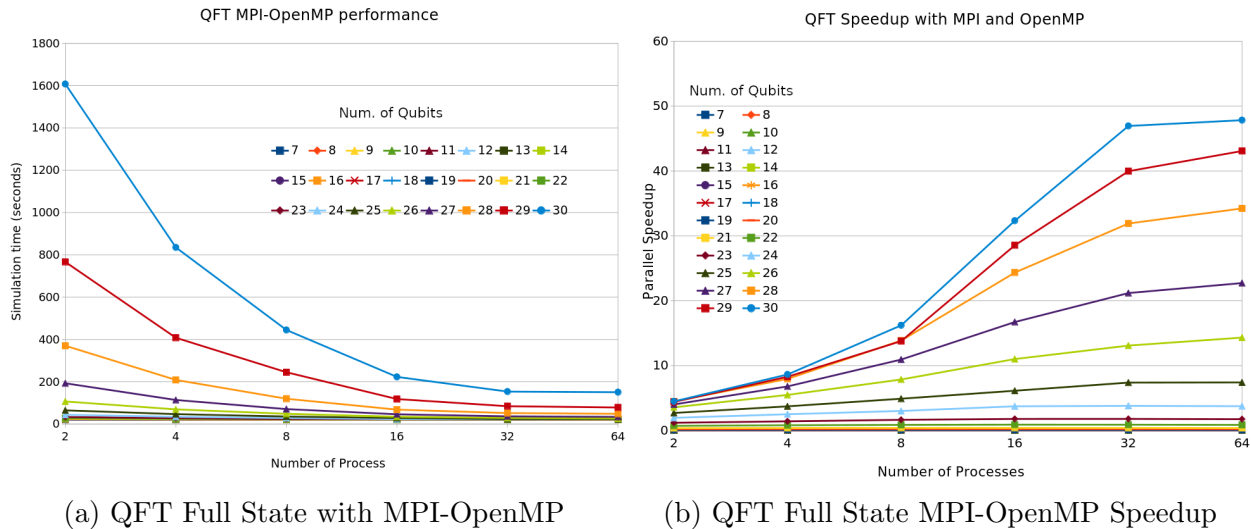 QFT MPI-OpenMP performance
Simulation time (seconds)
1800
1600
1400
1200
1000
800
600
400
200
0
Num. of Qubits
7 8 9 10 11 12 13 14
15 16 17 18 19 20 21 22
23 24 25 26 27 28 29 30
2 4 8 16 32 64
Number of Process
(a) QFT Full State with MPI-OpenMP
QFT Speedup with MPI and OpenMP
Parallel Speedup
60
50
40
30
20
10
0
Num. of Qubits
7 8
9 10
11 12
13 14
15 16
17 18
19 20
21 22
23 24
25 26
27 28
29 30
2 4 8 16 32 64
Number of Processes
(b) QFT Full State MPI-OpenMP Speedup